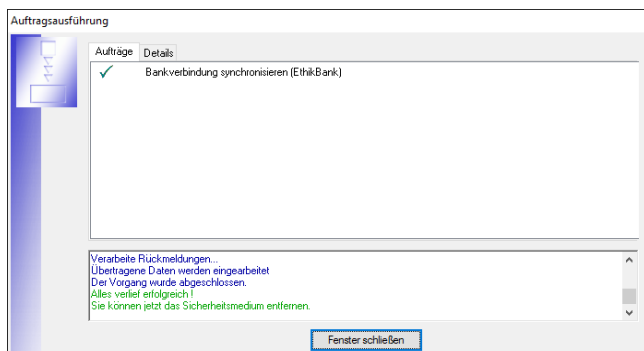 Auftragsausführung
Aufträge Details
Bankverbindung synchronisieren (EthikBank)
Verarbeite Rückmeldungen...
Übertragene Daten werden eingearbeitet
Der Vorgang wurde abgeschlossen.
Alles verlief erfolgreich !
Sie können jetzt das Sicherheitsmedium entfernen.
Fenster schließen